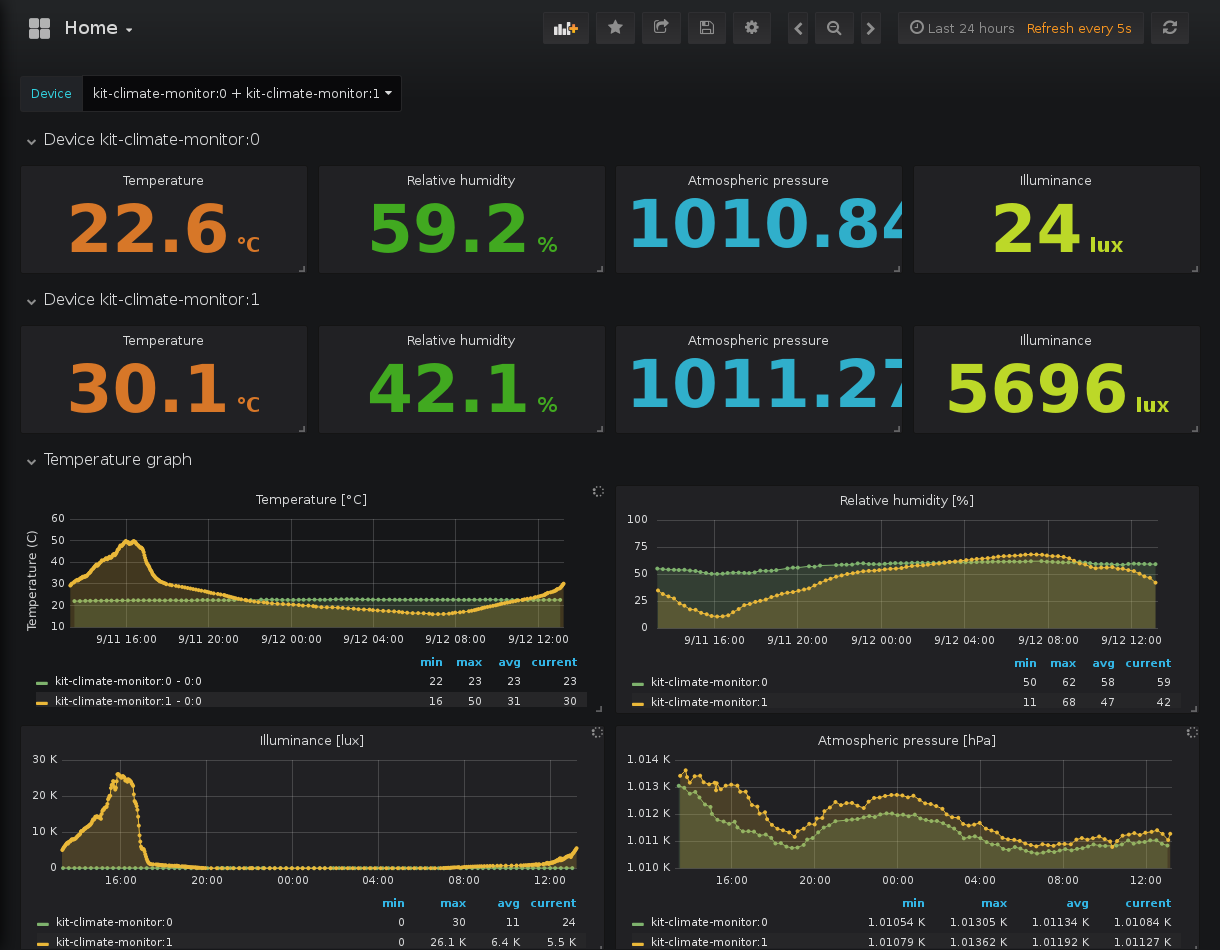 Home
Last 24 hours Refresh every 5s
Device kit-climate-monitor:0 + kit-climate-monitor:1
Device kit-climate-monitor:0
Temperature Relative humidity Atmospheric pressure Illuminance
22.6 °C 59.2 % 1010.84 24 lux
Device kit-climate-monitor:1
Temperature Relative humidity Atmospheric pressure Illuminance
30.1 °C 42.1 % 1011.27 5696 lux
Temperature graph
Temperature [°C]
Temperature (C)
60
50
40
30
20
10
9/11 16:00 9/11 20:00 9/12 00:00 9/12 04:00 9/12 08:00 9/12 12:00
min max avg current
kit-climate-monitor:0 - 0:0 22 23 23 23
kit-climate-monitor:1 - 0:0 16 50 31 30
Relative humidity [%]
100
75
50
25
0
9/11 16:00 9/11 20:00 9/12 00:00 9/12 04:00 9/12 08:00 9/12 12:00
min max avg current
kit-climate-monitor:0 50 62 58 59
kit-climate-monitor:1 11 68 47 42
Illuminance [lux]
30 K
20 K
10 K
0
16:00 20:00 00:00 04:00 08:00 12:00
min max avg current
kit-climate-monitor:0 0 30 11 24
kit-climate-monitor:1 0 26.1 K 6.4 K 5.5 K
Atmospheric pressure [hPa]
1.014 K
1.013 K
1.012 K
1.011 K
1.010 K
16:00 20:00 00:00 04:00 08:00 12:00
min max avg current
kit-climate-monitor:0 1.01054 K 1.01305 K 1.01134 K 1.01084 K
kit-climate-monitor:1 1.01079 K 1.01362 K 1.01192 K 1.01127 K